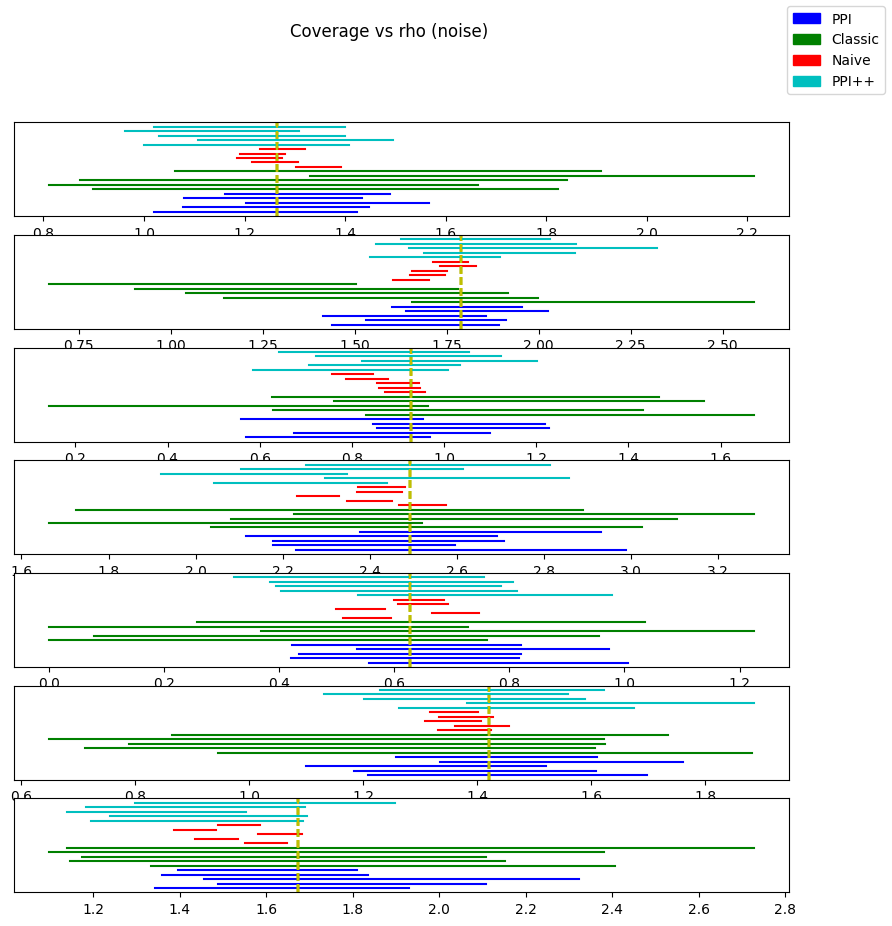 Coverage vs rho (noise)
PPI
Classic
Naive
PPI++
0.8 1.0 1.2 1.4 1.6 1.8 2.0 2.2
0.75 1.00 1.25 1.50 1.75 2.00 2.25 2.50
0.2 0.4 0.6 0.8 1.0 1.2 1.4 1.6
1.6 1.8 2.0 2.2 2.4 2.6 2.8 3.0 3.2
0.0 0.2 0.4 0.6 0.8 1.0 1.2
0.6 0.8 1.0 1.2 1.4 1.6 1.8
1.2 1.4 1.6 1.8 2.0 2.2 2.4 2.6 2.8